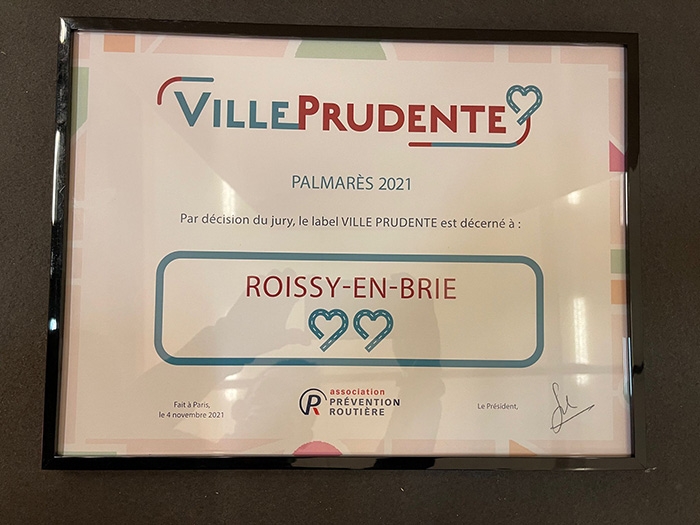 VILLEPRUDENTE
PALMARÈS 2021
Par décision du jury, le label VILLE PRUDENTE est décerné à :
ROISSY-EN-BRIE
Fait à Paris,
le 4 novembre 2021
association
PRÉVENTION
ROUTIÈRE
Le Président,